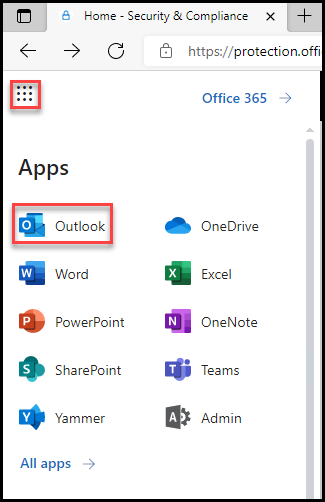 Home - Security & Compliance
https://protection.offi
Office 365
Apps
Outlook OneDrive
Word Excel
PowerPoint OneNote
SharePoint Teams
Yammer Admin
All apps